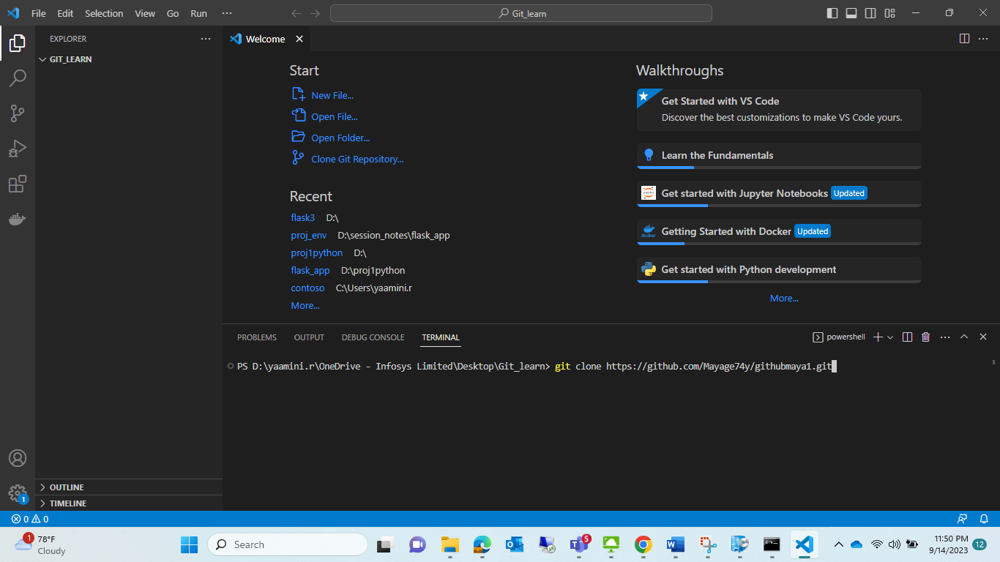 File Edit Selection View Go Run ···
Git_learn
EXPLORER
GIT_LEARN
OUTLINE
TIMELINE
Welcome
Start
New File...
Open File...
Open Folder...
Clone Git Repository...
Recent
flask3 D:\
proj_env D:\session_notes\flask_app
proj1python D:\
flask_app D:\proj1python
contoso C:\Users\yaamini.r
More...
Walkthroughs
Get Started with VS Code
Discover the best customizations to make VS Code yours.
Learn the Fundamentals
Get started with Jupyter Notebooks Updated
Getting Started with Docker Updated
Get started with Python development
More...
PROBLEMS OUTPUT DEBUG CONSOLE TERMINAL
powershell
PS D:\yaamini.r\OneDrive - Infosys Limited\Desktop\Git_learn> git clone https://github.com/Mayage74y/githubmaya1.git
1
0 0
1
78°F
Cloudy
Search
5
11:50 PM
9/14/2023
12